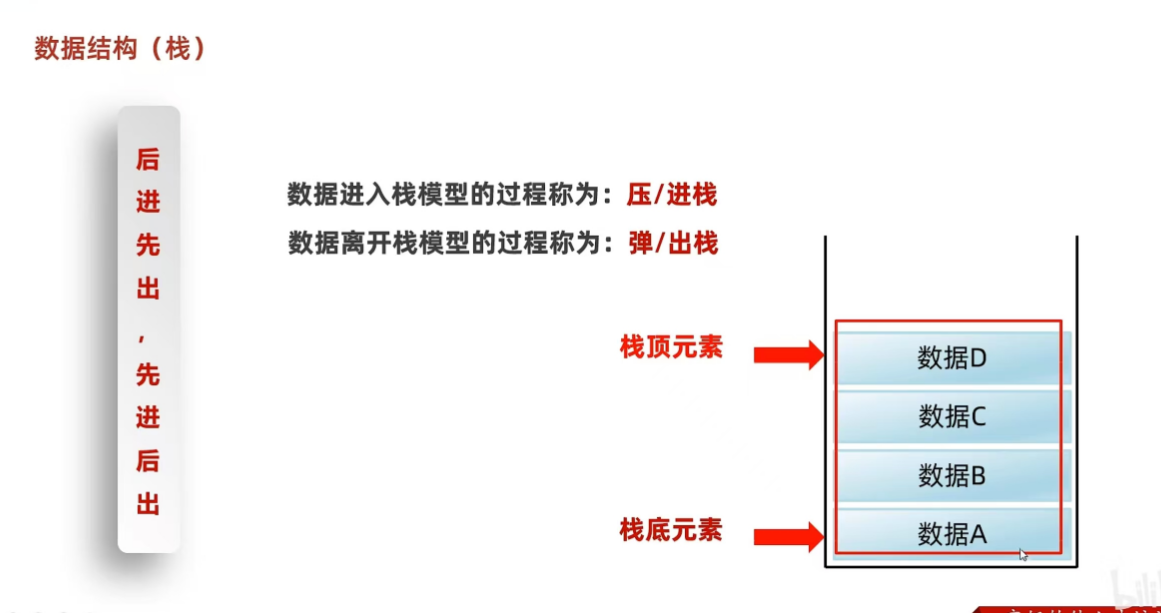 数据结构（栈）
后进先出，先进后出
数据进入栈模型的过程称为：压/进栈
数据离开栈模型的过程称为：弹/出栈
栈顶元素
数据D
数据C
数据B
栈底元素
数据A